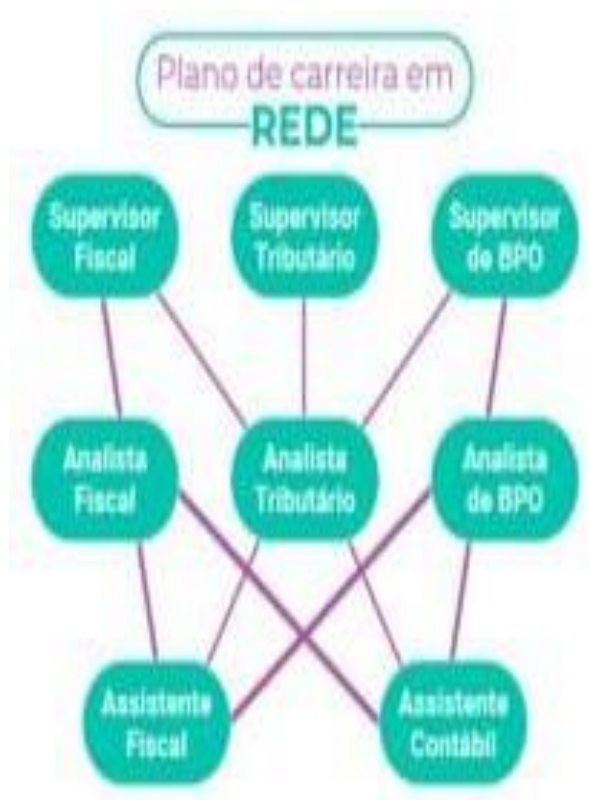 Plano de carreira em
REDE
Supervisor
Fiscal
Supervisor
Tributário
Supervisor
de BPO
Analista
Fiscal
Analista
Tributário
Analista
de BPO
Assistente
Fiscal
Assistente
Contábil